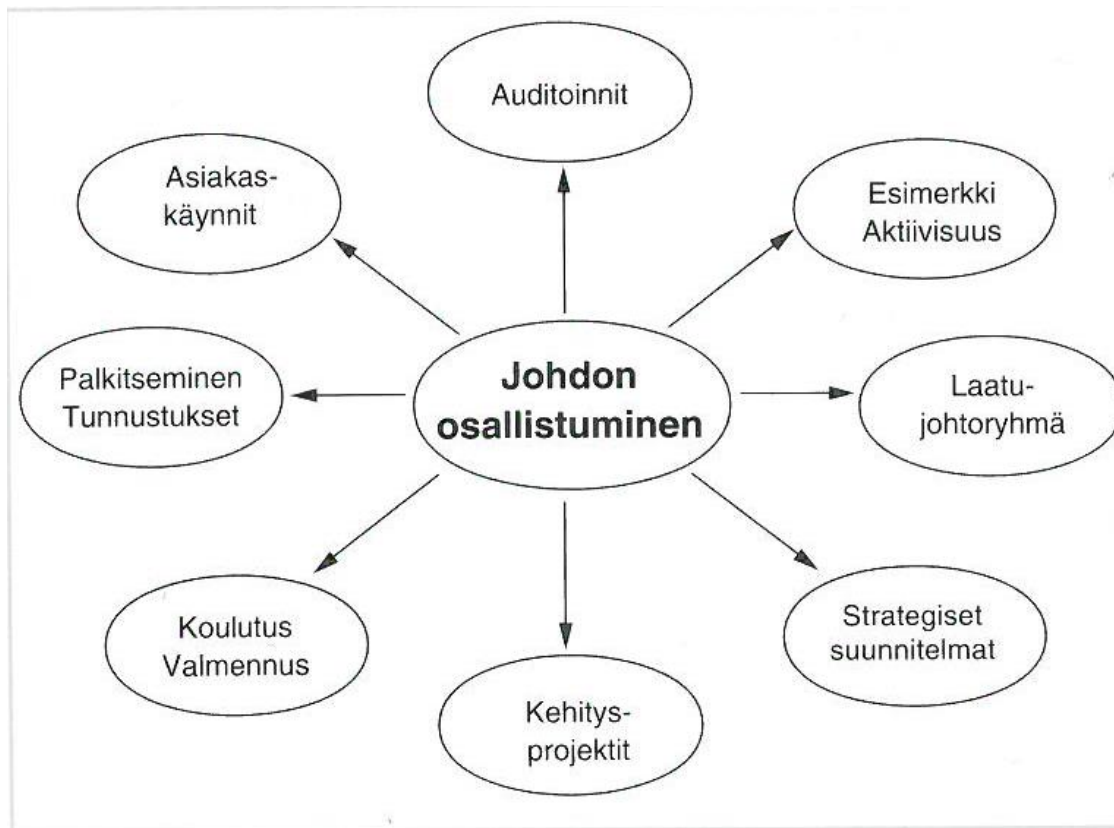 Auditoinnit
Asiakas-
käynnit
Esimerkki
Aktiivisuus
Palkitseminen
Tunnustukset
Johdon
osallistuminen
Laatu-
johtoryhmä
Koulutus
Valmennus
Kehitys-
projektit
Strategiset
suunnitelmat